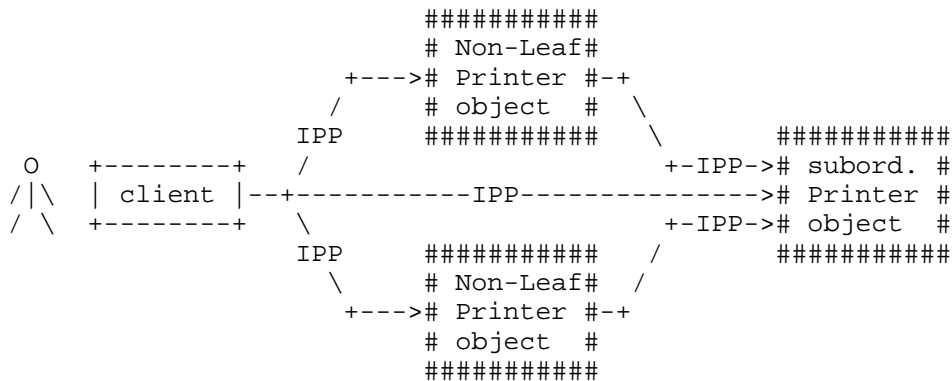 ###########
# Non-Leaf#
+---># Printer #-+
/ # object # \
IPP ########### \ ###########
O +--------+ / +-IPP-># subord. #
/|\ | client |--+-----------IPP---------------># Printer #
/ \ +--------+ \ +-IPP-># object #
IPP ########### / ###########
\ # Non-Leaf# /
+---># Printer #-+
# object #
###########